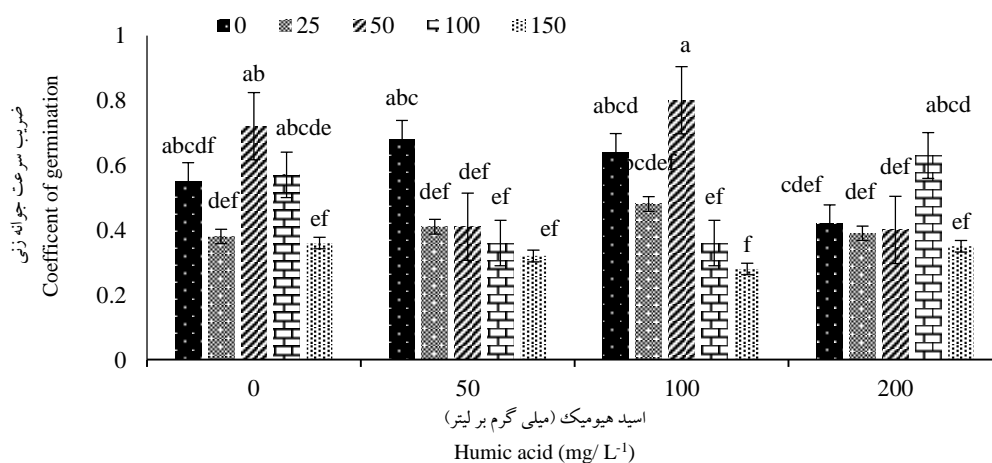 0 25 50 100 150
1
0.8
0.6
0.4
0.2
0
ضریب سرعت جوانه زنی
Coefficent of germination
abcdf def ab abcde ef
abc def def ef ef
abcd bcdef a ef f
cdef def def abcd ef
0 50 100 200
اسید هیومیک (میلی گرم بر لیتر)
Humic acid (mg/ L⁻¹)